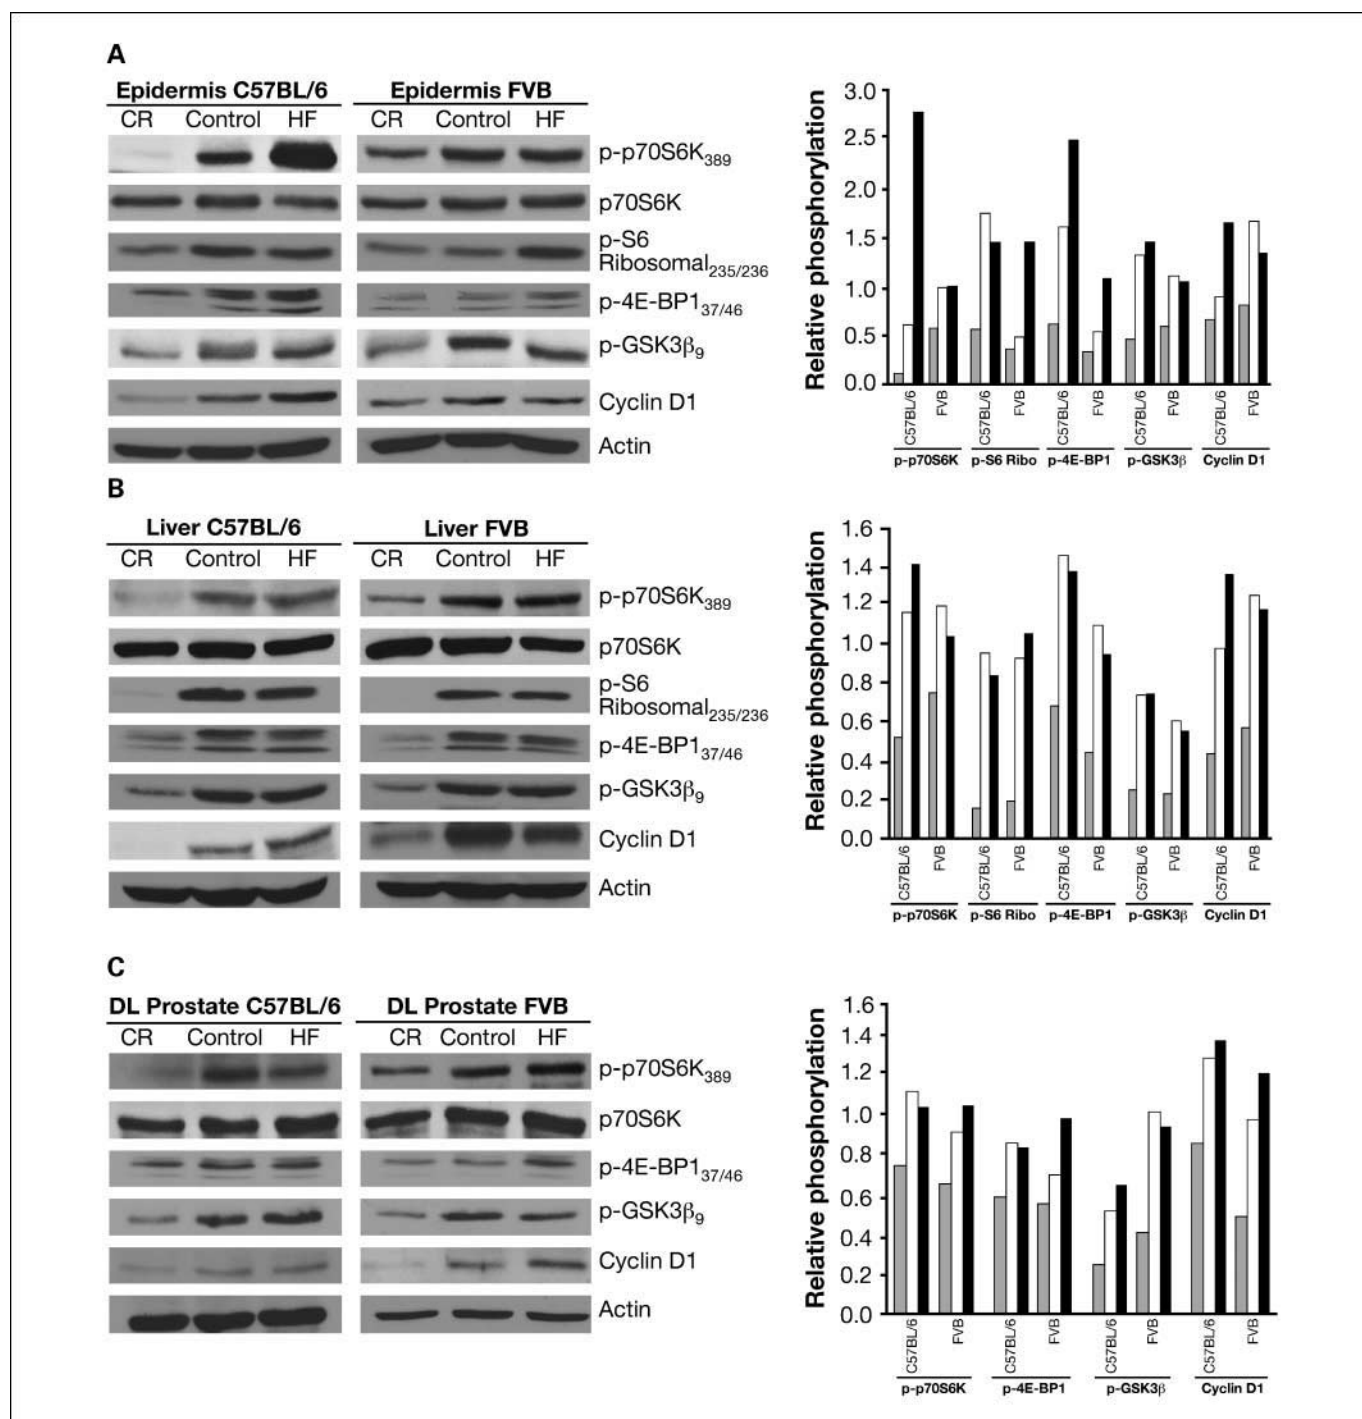 A
Epidermis C57BL/6 Epidermis FVB
CR Control HF CR Control HF
p-p70S6K389
p70S6K
p-S6
Ribosomal235/236
p-4E-BP137/46
p-GSK3β9
Cyclin D1
Actin
Relative phosphorylation
3.0
2.5
2.0
1.5
1.0
0.5
0.0
C57BL/6 FVB C57BL/6 FVB C57BL/6 FVB C57BL/6 FVB C57BL/6 FVB
p-p70S6K p-S6 Ribo p-4E-BP1 p-GSK3β Cyclin D1
B
Liver C57BL/6 Liver FVB
CR Control HF CR Control HF
p-p70S6K389
p70S6K
p-S6
Ribosomal235/236
p-4E-BP137/46
p-GSK3β9
Cyclin D1
Actin
Relative phosphorylation
1.6
1.4
1.2
1.0
0.8
0.6
0.4
0.2
0.0
C57BL/6 FVB C57BL/6 FVB C57BL/6 FVB C57BL/6 FVB C57BL/6 FVB
p-p70S6K p-S6 Ribo p-4E-BP1 p-GSK3β Cyclin D1
C
DL Prostate C57BL/6 DL Prostate FVB
CR Control HF CR Control HF
p-p70S6K389
p70S6K
p-4E-BP137/46
p-GSK3β9
Cyclin D1
Actin
Relative phosphorylation
1.6
1.4
1.2
1.0
0.8
0.6
0.4
0.2
0.0
C57BL/6 FVB C57BL/6 FVB C57BL/6 FVB C57BL/6 FVB
p-p70S6K p-4E-BP1 p-GSK3β Cyclin D1